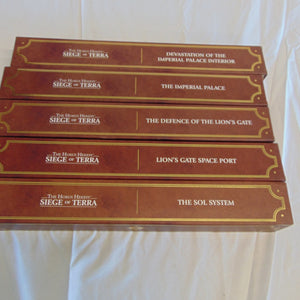 THE HORUS HERESY
SIEGE OF TERRA
DEVASTATION OF THE
IMPERIAL PALACE INTERIOR
THE HORUS HERESY
SIEGE OF TERRA
THE IMPERIAL PALACE
THE HORUS HERESY
SIEGE OF TERRA
THE DEFENCE OF THE LION'S GATE
THE HORUS HERESY
SIEGE OF TERRA
LION'S GATE SPACE PORT
THE HORUS HERESY
SIEGE OF TERRA
THE SOL SYSTEM